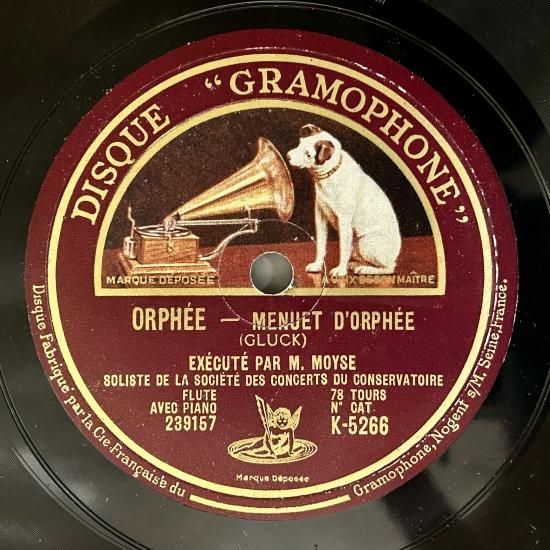 DISQUE "GRAMOPHONE"
MARQUE DÉPOSÉE
LA VOIX DE SON MAÎTRE
ORPHÉE — MENUET D'ORPHÉE
(GLUCK)
EXÉCUTÉ PAR M. MOYSE
SOLISTE DE LA SOCIÉTÉ DES CONCERTS DU CONSERVATOIRE
FLUTE 78 TOURS
AVEC PIANO N° CAT.
239157 K-5266
Marque Déposée
Disque Fabriqué par la Cie Française du Gramophone, Nogent s/M. Seine, France.